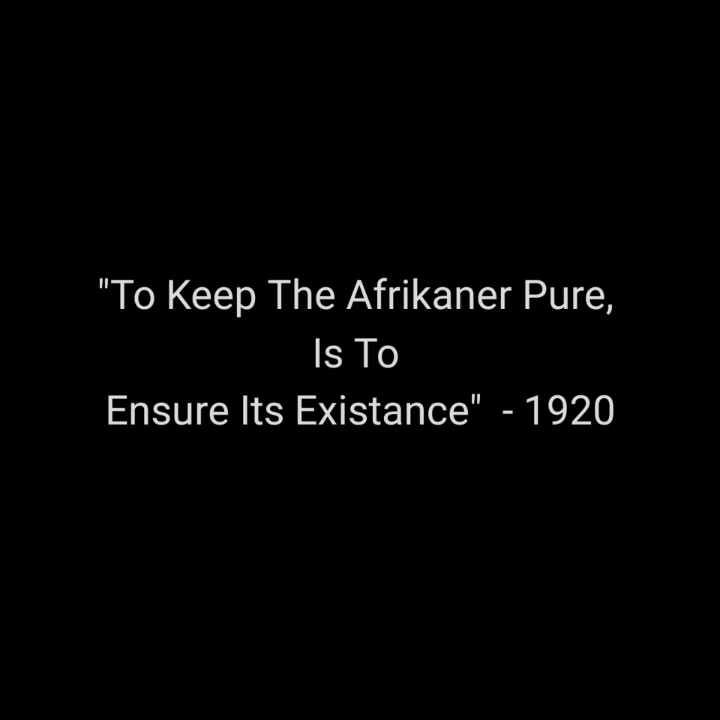 "To Keep The Afrikaner Pure,
Is To
Ensure Its Existance"  - 1920